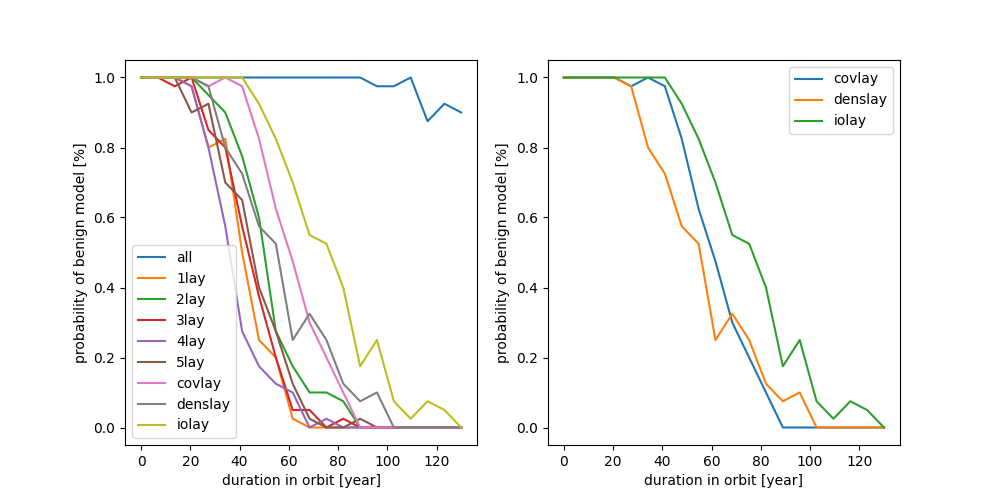 probability of benign model [%]
1.0
0.8
0.6
0.4
0.2
0.0
all
1lay
2lay
3lay
4lay
5lay
covlay
denslay
iolay
0 20 40 60 80 100 120
duration in orbit [year]
probability of benign model [%]
1.0
0.8
0.6
0.4
0.2
0.0
covlay
denslay
iolay
0 20 40 60 80 100 120
duration in orbit [year]